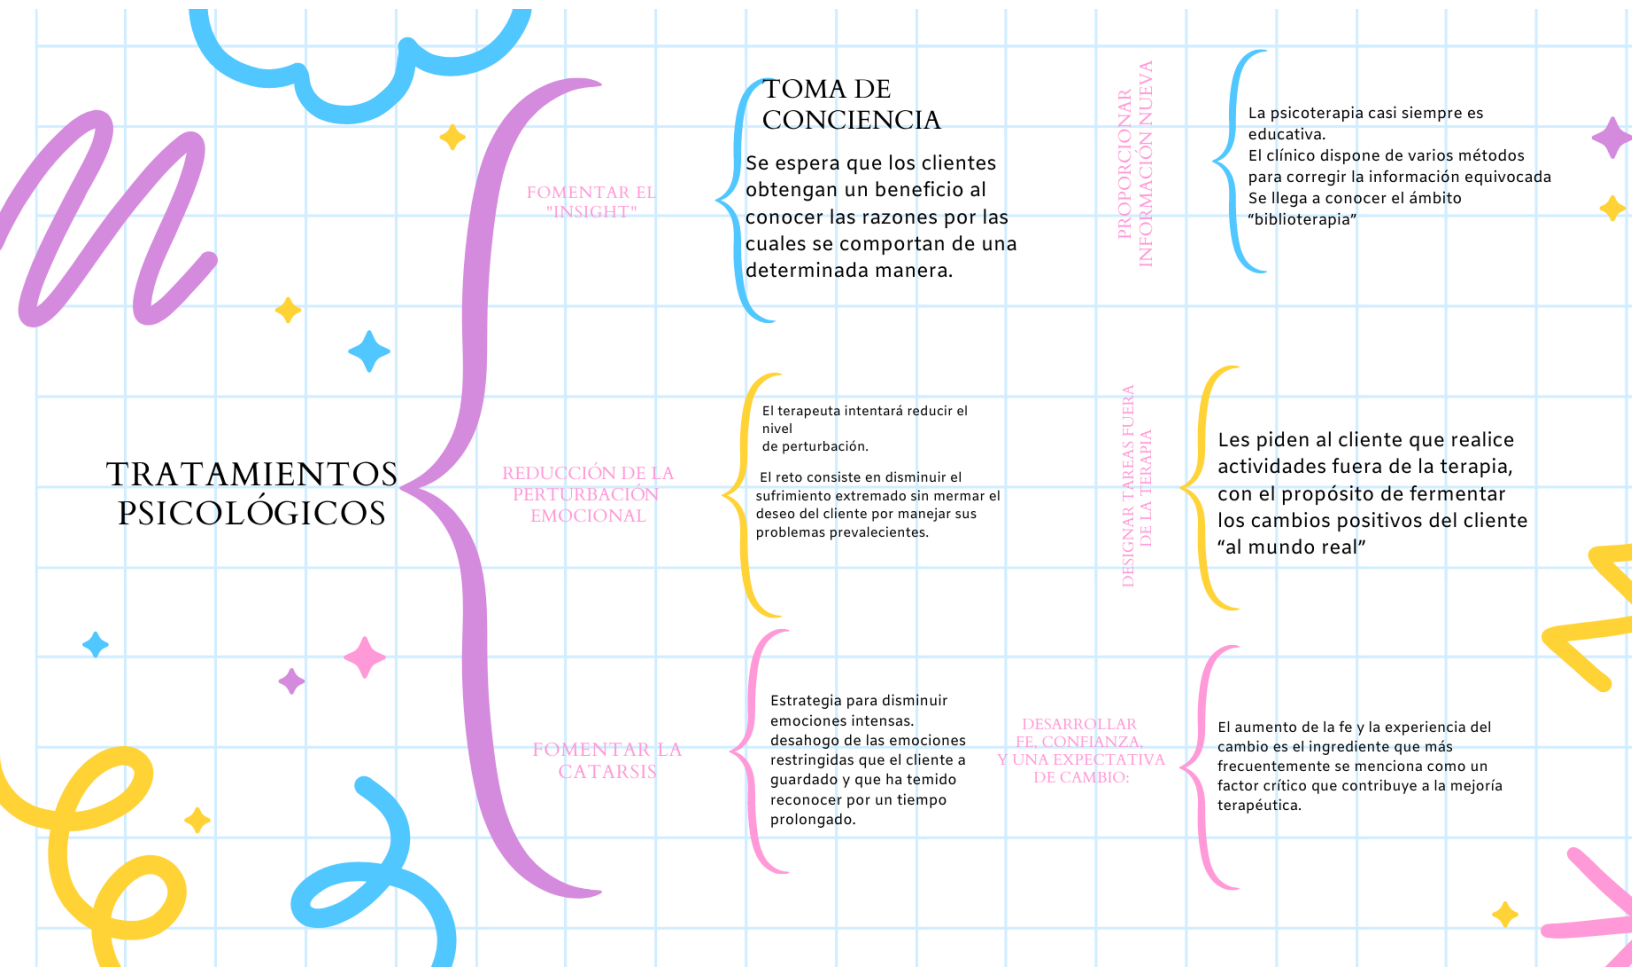 TRATAMIENTOS
PSICOLÓGICOS
FOMENTAR EL
"INSIGHT"
TOMA DE
CONCIENCIA
Se espera que los clientes
obtengan un beneficio al
conocer las razones por las
cuales se comportan de una
determinada manera.
REDUCCIÓN DE LA
PERTURBACIÓN
EMOCIONAL
El terapeuta intentará reducir el
nivel
de perturbación.
El reto consiste en disminuir el
sufrimiento extremado sin mermar el
deseo del cliente por manejar sus
problemas prevalecientes.
FOMENTAR LA
CATARSIS
Estrategia para disminuir
emociones intensas.
desahogo de las emociones
restringidas que el cliente a
guardado y que ha temido
reconocer por un tiempo
prolongado.
PROPORCIONAR
INFORMACIÓN NUEVA
La psicoterapia casi siempre es
educativa.
El clínico dispone de varios métodos
para corregir la información equivocada
Se llega a conocer el ámbito
“biblioterapia”
DESIGNAR TAREAS FUERA
DE LA TERAPIA
Les piden al cliente que realice
actividades fuera de la terapia,
con el propósito de fermentar
los cambios positivos del cliente
“al mundo real”
DESARROLLAR
FE, CONFIANZA,
Y UNA EXPECTATIVA
DE CAMBIO:
El aumento de la fe y la experiencia del
cambio es el ingrediente que más
frecuentemente se menciona como un
factor crítico que contribuye a la mejoría
terapéutica.